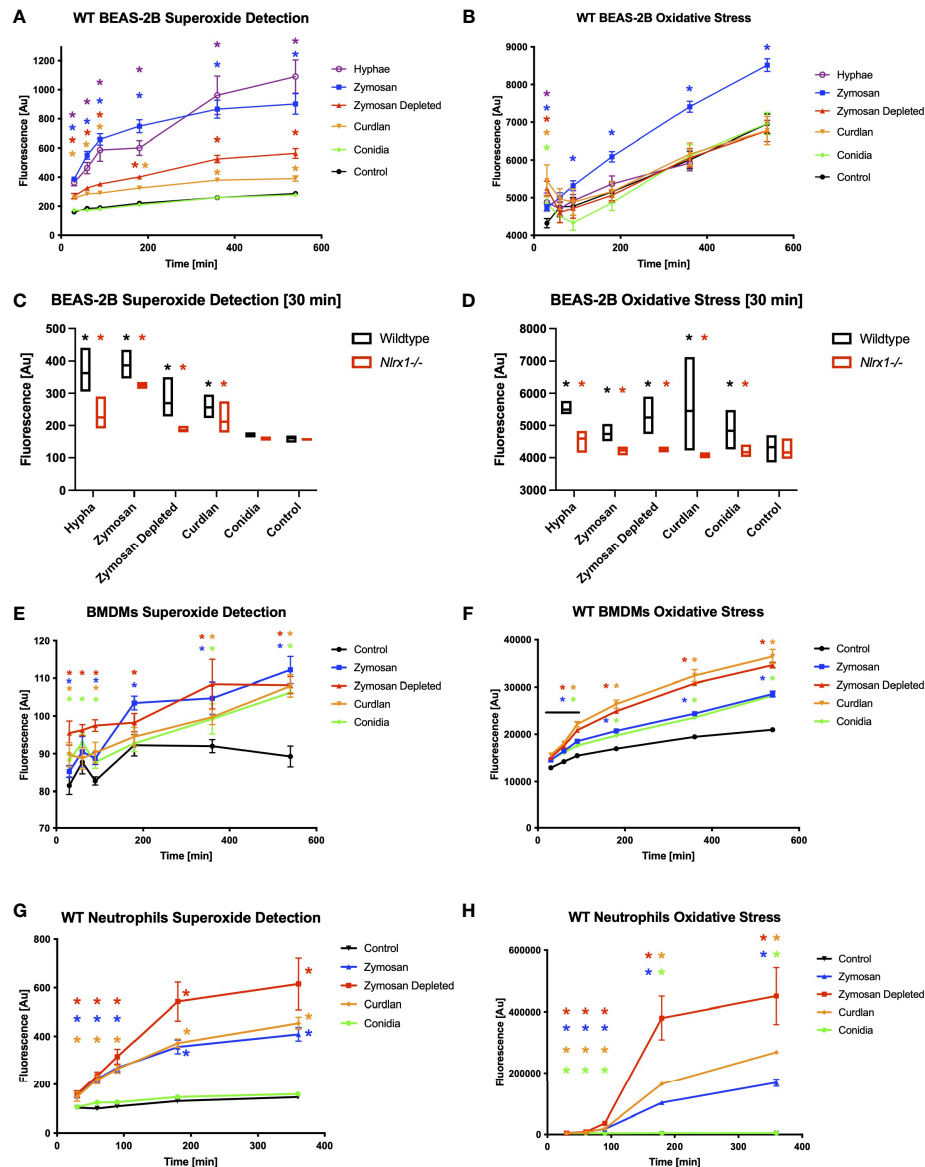 A
WT BEAS-2B Superoxide Detection
Fluorescence [Au]
1200
1000
800
600
400
200
0
0 200 400 600
Time [min]
* * * * * *
* * * * * *
* * * * * *
* * * * * *
Hyphae
Zymosan
Zymosan Depleted
Curdlan
Conidia
Control
B
WT BEAS-2B Oxidative Stress
Fluorescence [Au]
9000
8000
7000
6000
5000
4000
0 200 400 600
Time [min]
* * * * *
*
*
*
*
Hyphae
Zymosan
Zymosan Depleted
Curdlan
Conidia
Control
C
BEAS-2B Superoxide Detection [30 min]
Fluorescence [Au]
500
400
300
200
100
0
* * * * * * * *
Hypha
Zymosan
Zymosan Depleted
Curdlan
Conidia
Control
Wildtype
Nlrx1-/-
D
BEAS-2B Oxidative Stress [30 min]
Fluorescence [Au]
8000
7000
6000
5000
4000
3000
* * * * * * * * * *
Hypha
Zymosan
Zymosan Depleted
Curdlan
Conidia
Control
Wildtype
Nlrx1-/-
E
BMDMs Superoxide Detection
Fluorescence [Au]
120
110
100
90
80
70
0 200 400 600
Time [min]
* * * * * * * *
* * * * * * * *
* *
* *
Control
Zymosan
Zymosan Depleted
Curdlan
Conidia
F
WT BMDMs Oxidative Stress
Fluorescence [Au]
40000
30000
20000
10000
0
0 200 400 600
Time [min]
* * * * * * * *
* * * * * * * *
Control
Zymosan
Zymosan Depleted
Curdlan
Conidia
G
WT Neutrophils Superoxide Detection
Fluorescence [Au]
800
600
400
200
0
0 100 200 300 400
Time [min]
* * * * *
* * * * *
* * * * *
Control
Zymosan
Zymosan Depleted
Curdlan
Conidia
H
WT Neutrophils Oxidative Stress
Fluorescence [Au]
600000
400000
200000
0
0 100 200 300 400
Time [min]
* * * *
* * * *
* * *
* * *
* * *
* * *
Control
Zymosan
Zymosan Depleted
Curdlan
Conidia